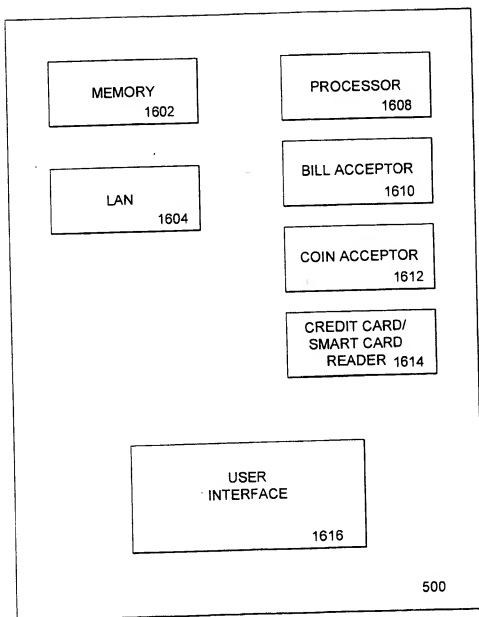 MEMORY
1602
PROCESSOR
1608
LAN
1604
BILL ACCEPTOR
1610
COIN ACCEPTOR
1612
CREDIT CARD/
SMART CARD
READER 1614
USER
INTERFACE
1616
500